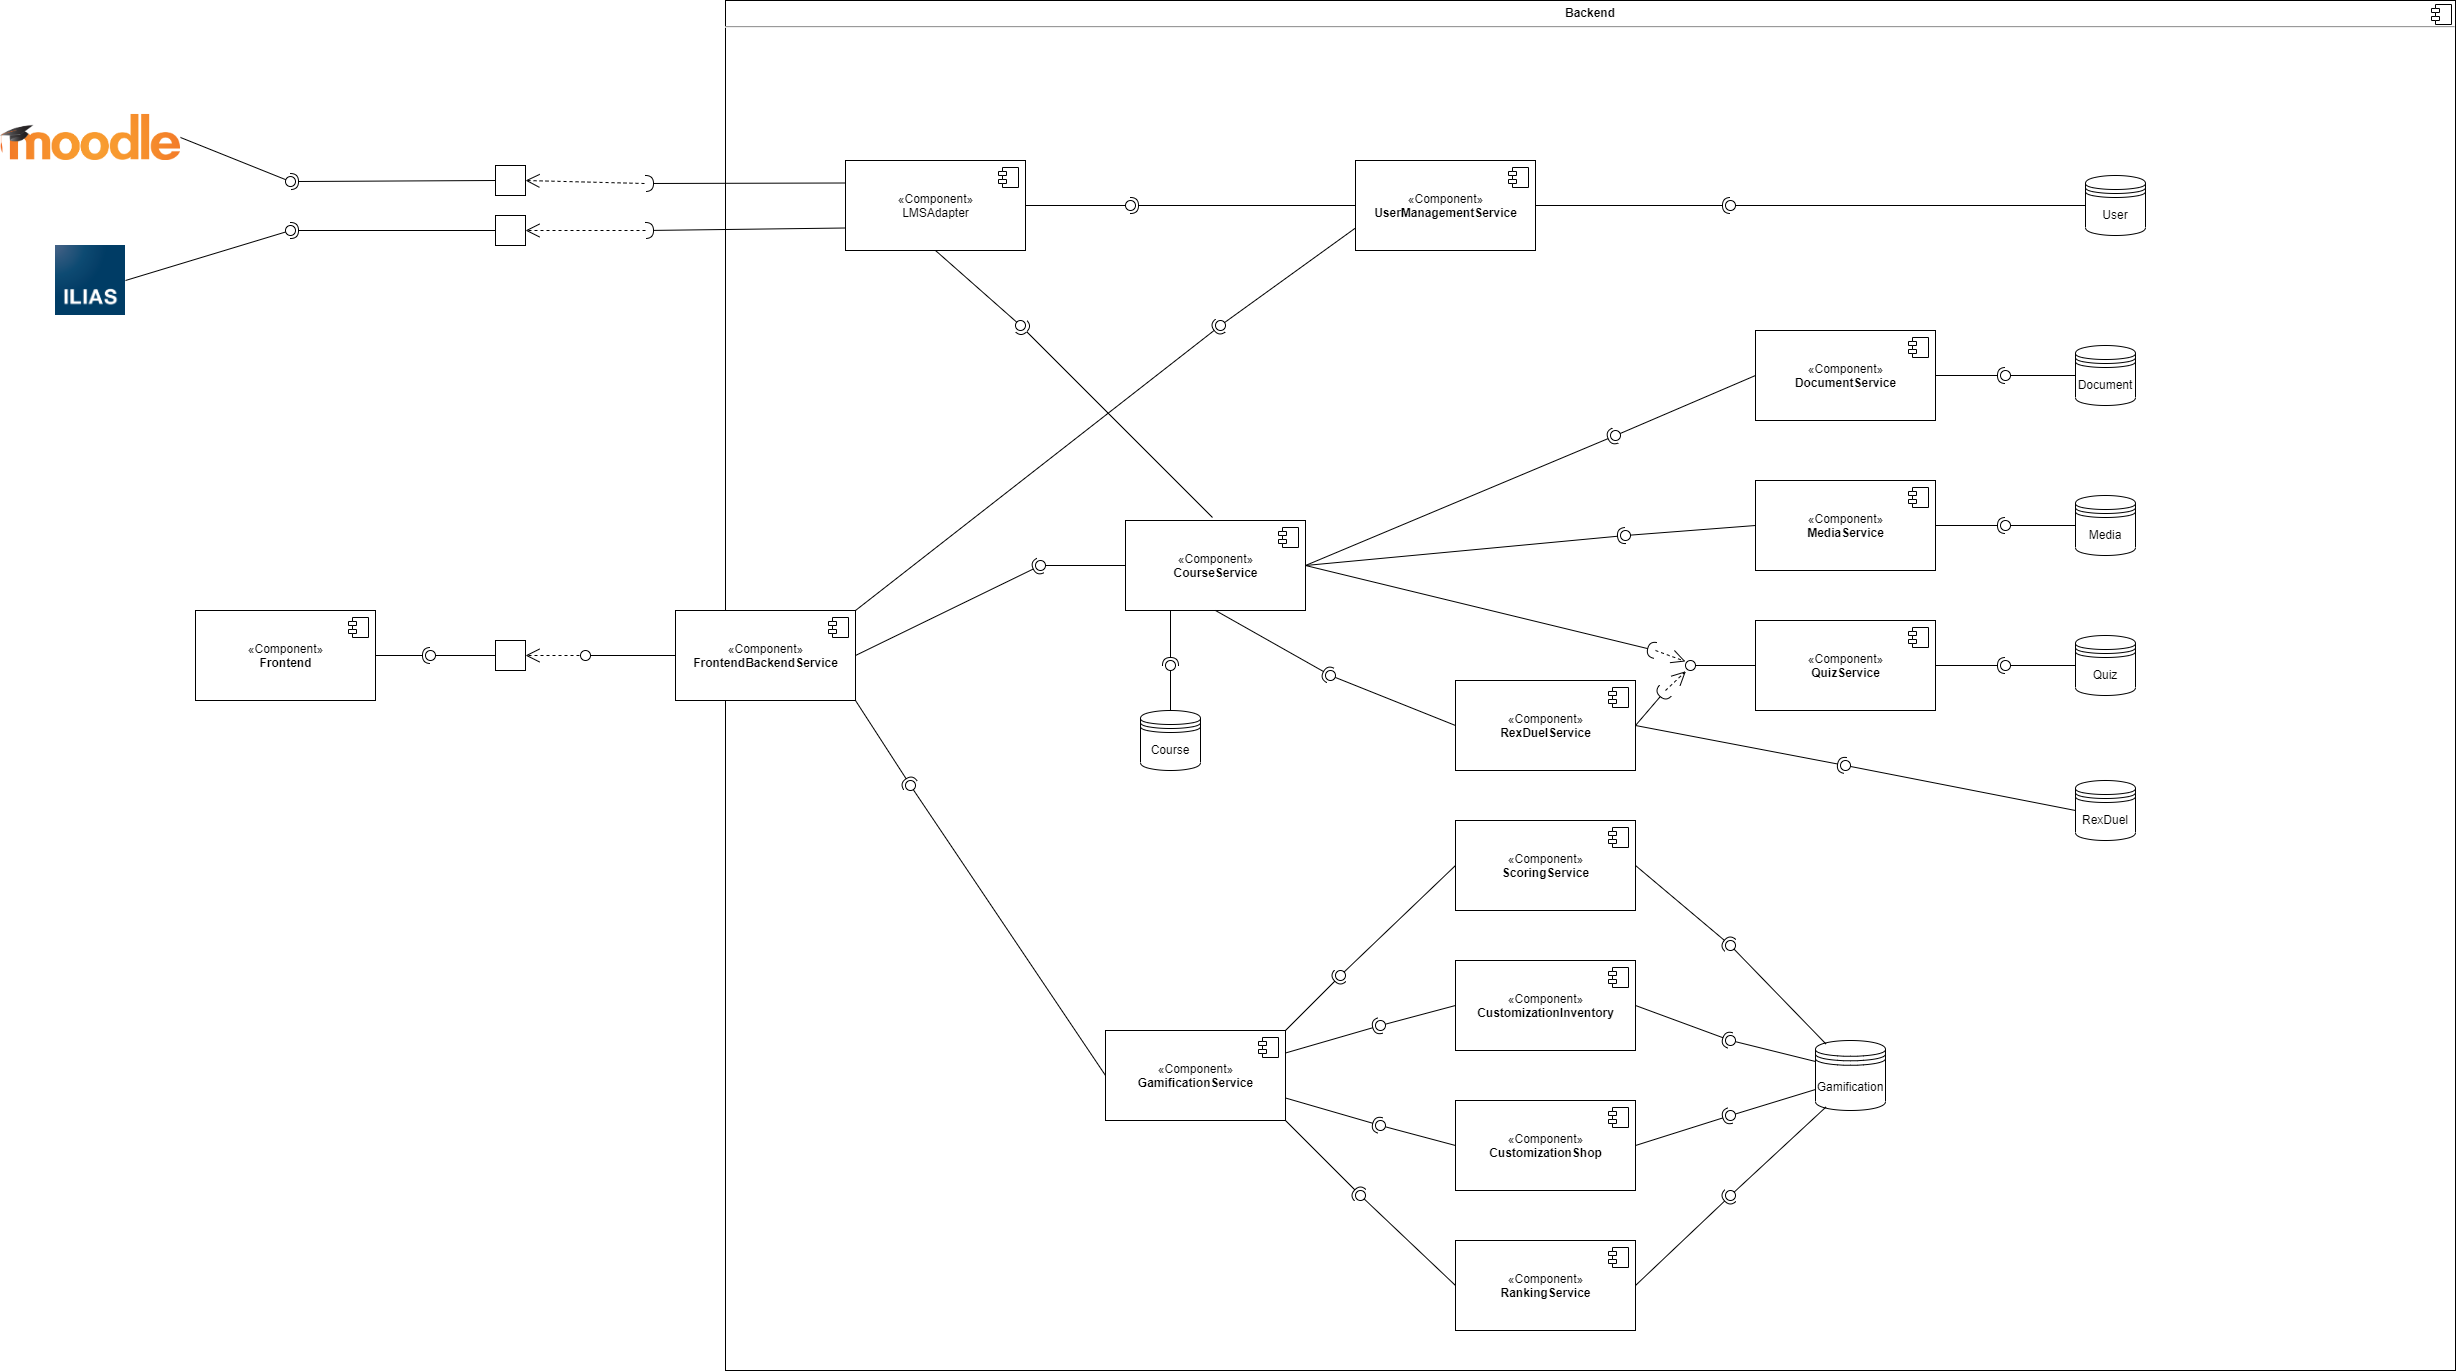 Backend
moodle
«Component»
LMSAdapter
«Component»
UserManagementService
User
ILIAS
«Component»
DocumentService
Document
«Component»
MediaService
Media
«Component»
CourseService
«Component»
Frontend
«Component»
FrontendBackendService
«Component»
QuizService
Quiz
Course
«Component»
RexDuelService
RexDuel
«Component»
ScoringService
«Component»
CustomizationInventory
«Component»
GamificationService
Gamification
«Component»
CustomizationShop
«Component»
RankingService